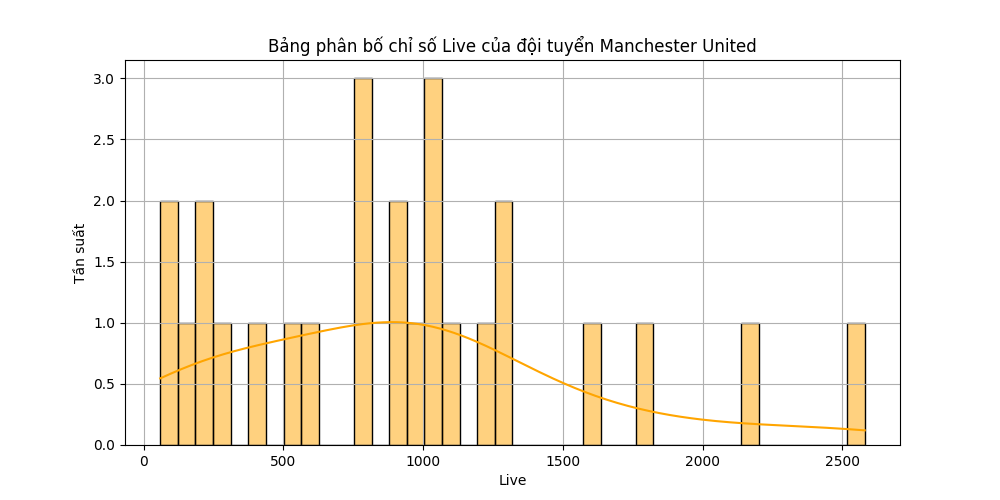 Bảng phân bố chỉ số Live của đội tuyển Manchester United
3.0
2.5
2.0
1.5
1.0
0.5
0.0
Tần suất
0 500 1000 1500 2000 2500
Live